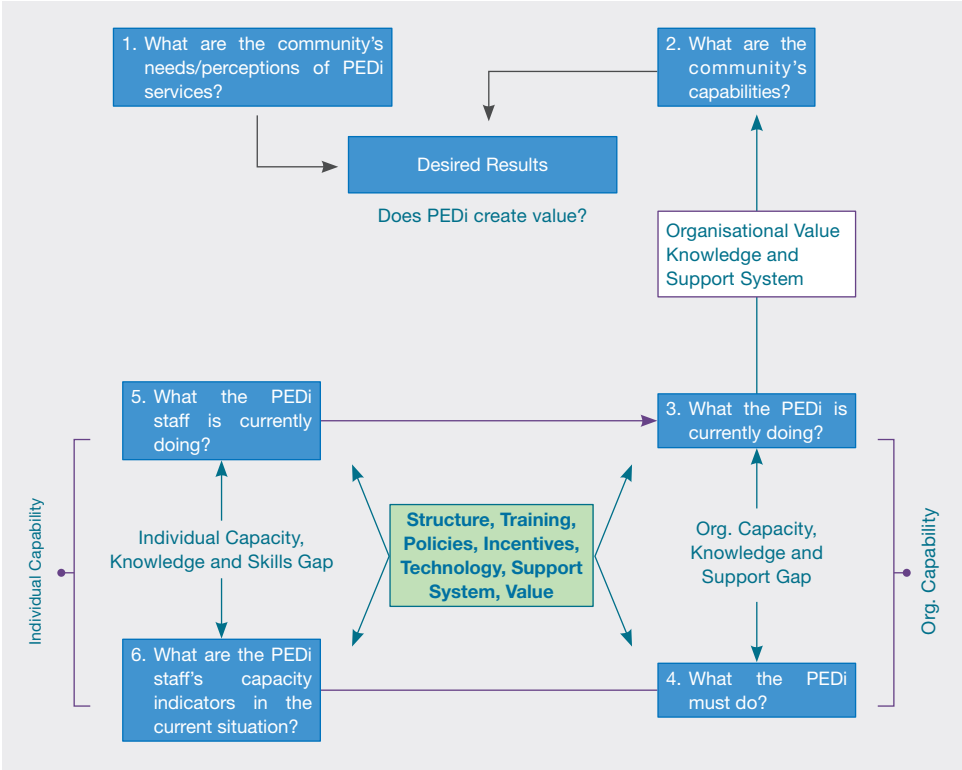 1. What are the community's
needs/perceptions of PEDi
services?
2. What are the
community's
capabilities?
Desired Results
Does PEDi create value?
Organisational Value
Knowledge and
Support System
5. What the PEDi
staff is currently
doing?
3. What the PEDi is
currently doing?
Individual Capability
Individual Capacity,
Knowledge and Skills Gap
Structure, Training,
Policies, Incentives,
Technology, Support
System, Value
Org. Capacity,
Knowledge and
Support Gap
Org. Capability
6. What are the PEDi
staff's capacity
indicators in the
current situation?
4. What the PEDi
must do?